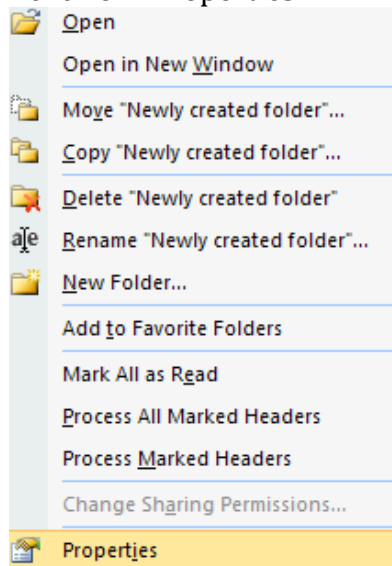 Open
Open in New Window
Move "Newly created folder"...
Copy "Newly created folder"...
Delete "Newly created folder"
Rename "Newly created folder"...
New Folder...
Add to Favorite Folders
Mark All as Read
Process All Marked Headers
Process Marked Headers
Change Sharing Permissions...
Properties